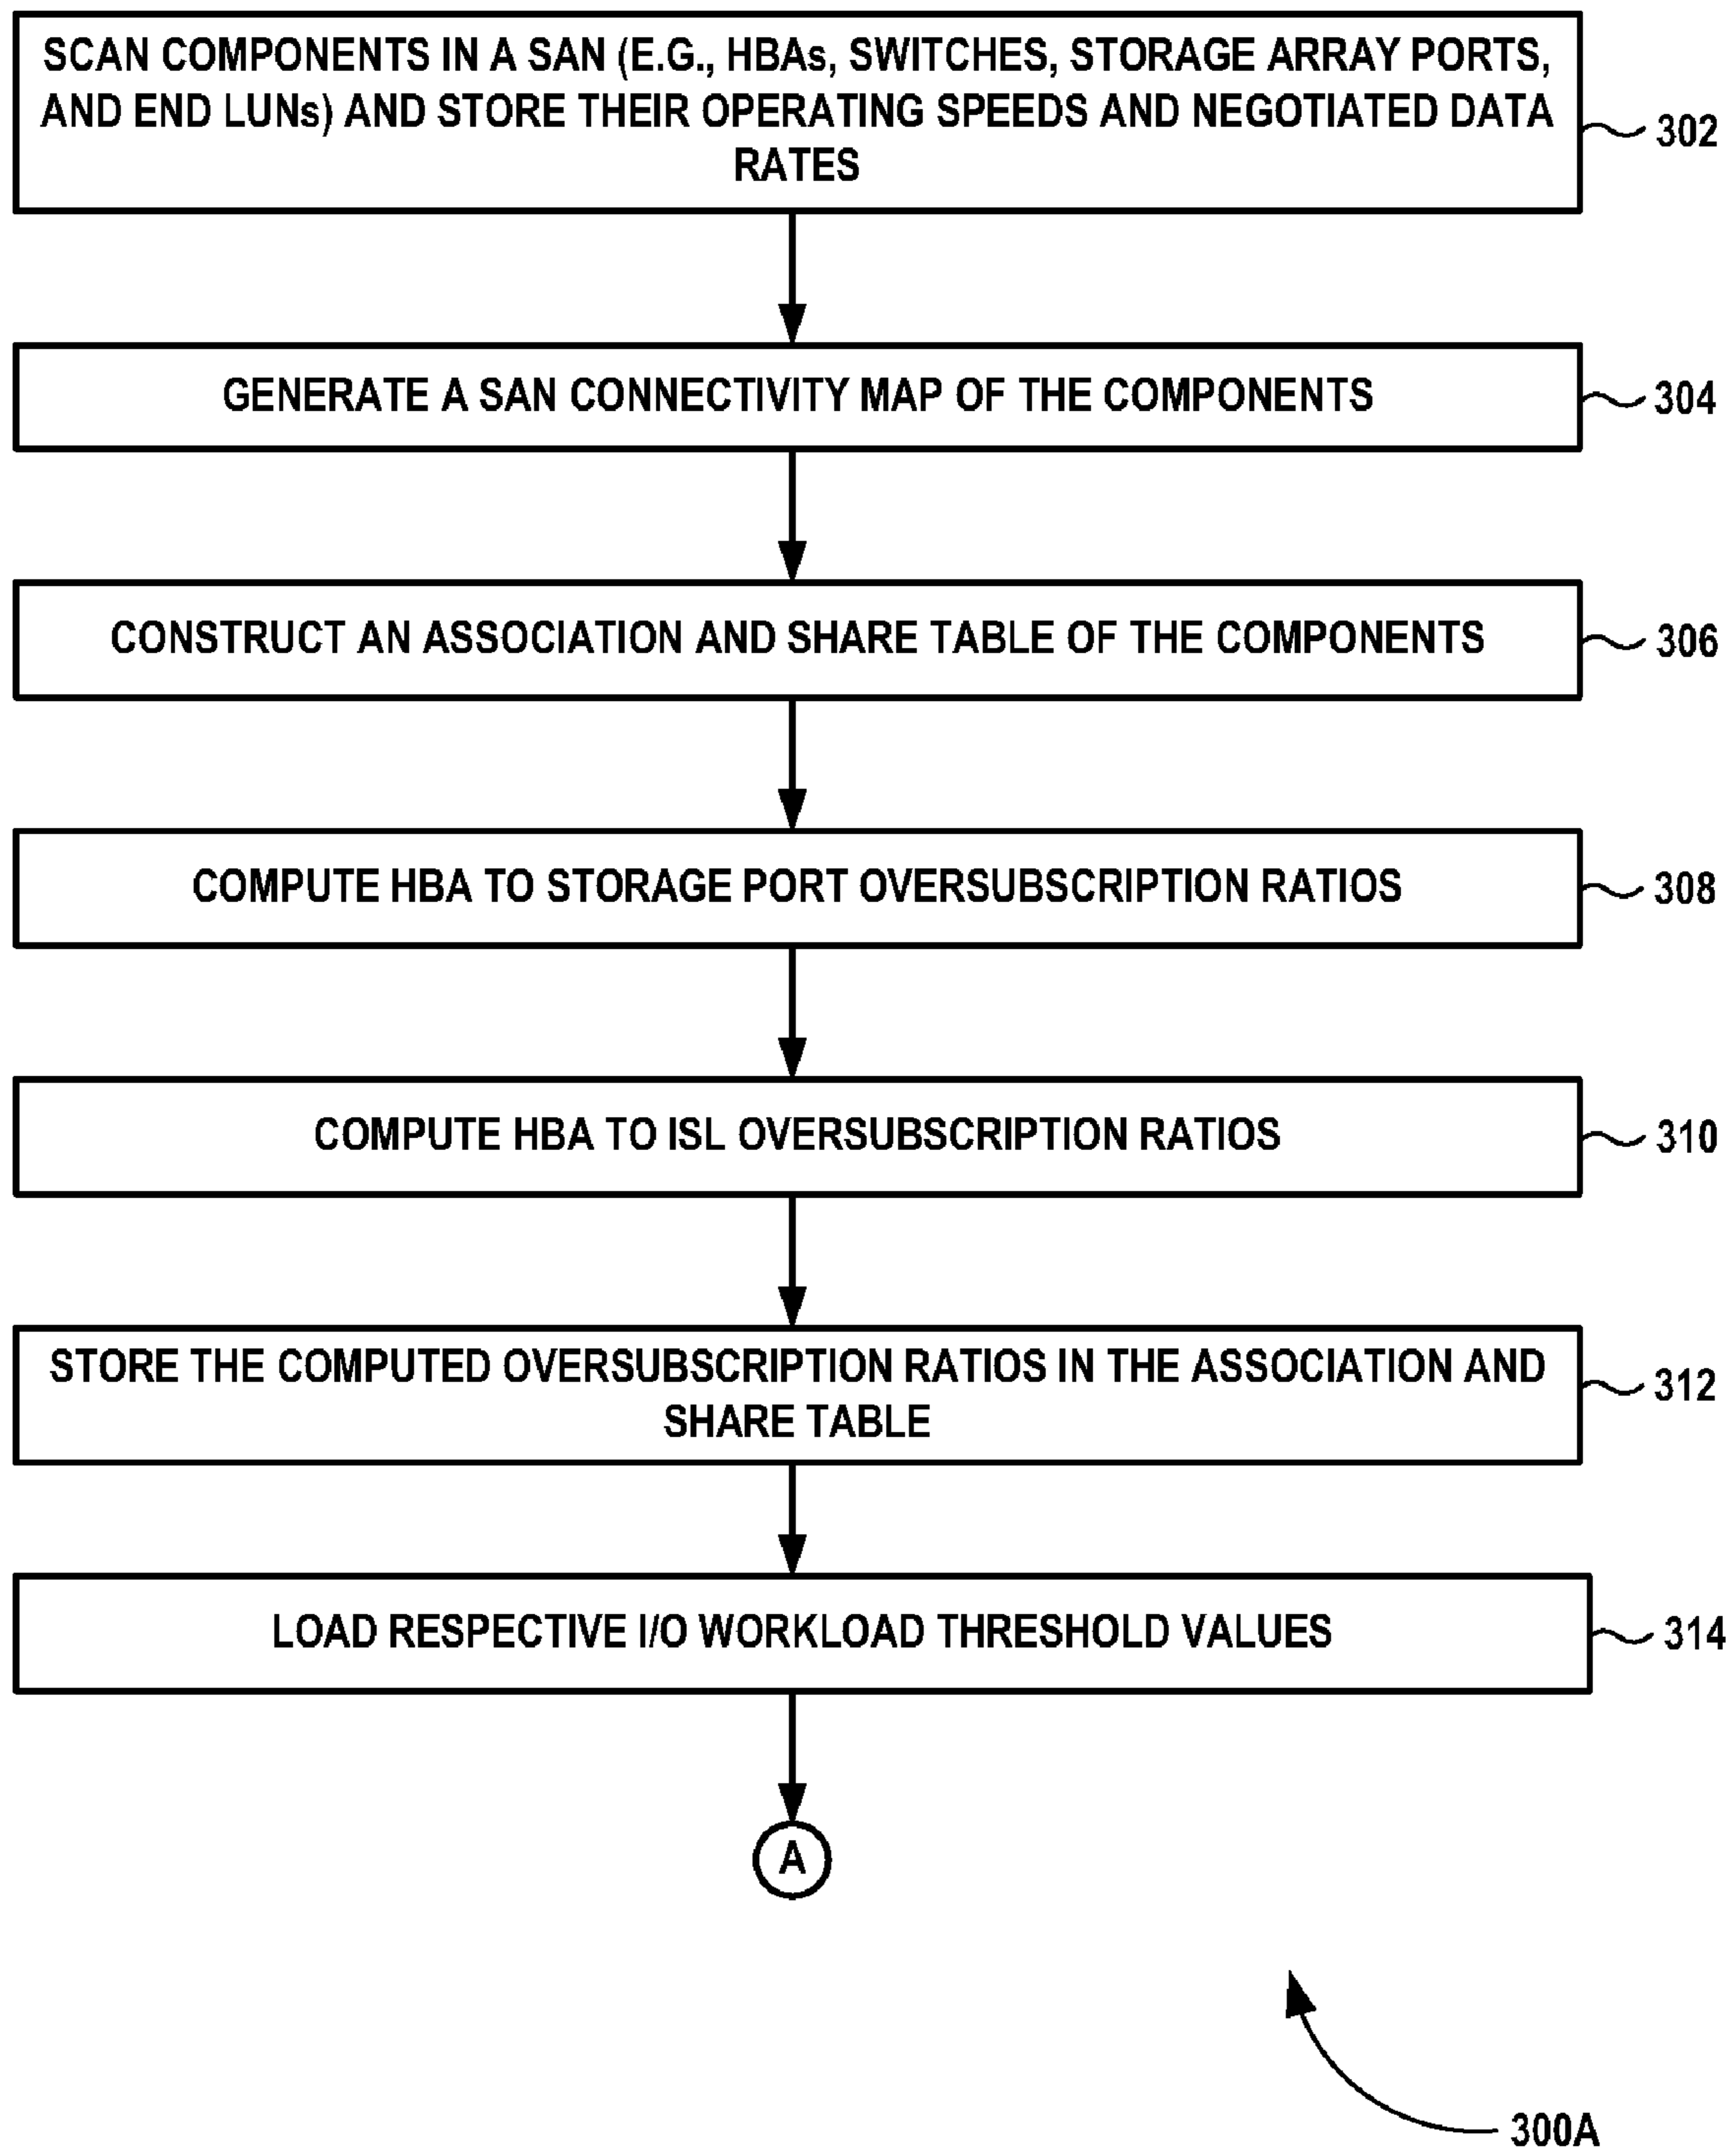 SCAN COMPONENTS IN A SAN (E.G., HBAs, SWITCHES, STORAGE ARRAY PORTS,
AND END LUNs) AND STORE THEIR OPERATING SPEEDS AND NEGOTIATED DATA
RATES
302
GENERATE A SAN CONNECTIVITY MAP OF THE COMPONENTS
304
CONSTRUCT AN ASSOCIATION AND SHARE TABLE OF THE COMPONENTS
306
COMPUTE HBA TO STORAGE PORT OVERSUBSCRIPTION RATIOS
308
COMPUTE HBA TO ISL OVERSUBSCRIPTION RATIOS
310
STORE THE COMPUTED OVERSUBSCRIPTION RATIOS IN THE ASSOCIATION AND
SHARE TABLE
312
LOAD RESPECTIVE I/O WORKLOAD THRESHOLD VALUES
314
A
300A